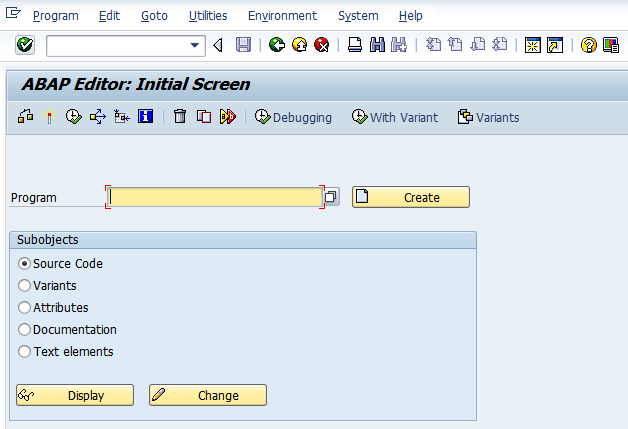 Program Edit Goto Utilities Environment System Help
ABAP Editor: Initial Screen
Debugging With Variant Variants
Program Create
Subobjects
Source Code
Variants
Attributes
Documentation
Text elements
Display Change